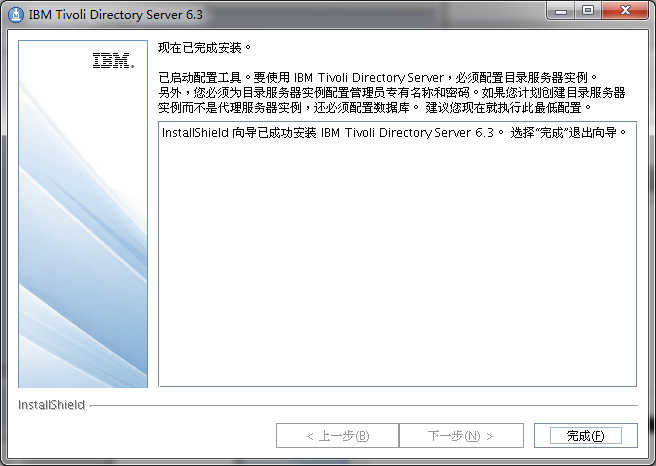 IBM Tivoli Directory Server 6.3
IBM.
现在已完成安装。
已启动配置工具。要使用 IBM Tivoli Directory Server，必须配置目录服务器实例。
另外，您必须为目录服务器实例配置管理员专有名称和密码。如果您计划创建目录服务器
实例而不是代理服务器实例，还必须配置数据库。 建议您现在就执行此最低配置。
InstallShield 向导已成功安装 IBM Tivoli Directory Server 6.3。 选择“完成”退出向导。
InstallShield
< 上一步(B)
下一步(N) >
完成(F)